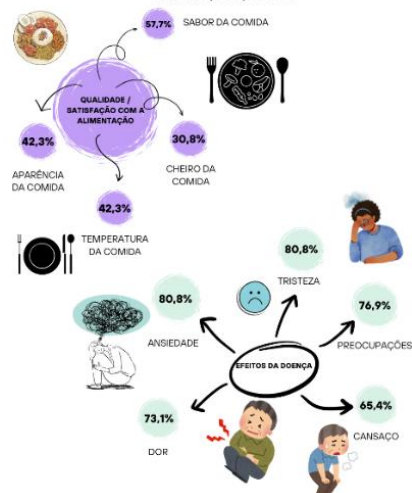 57,7% SABOR DA COMIDA
QUALIDADE /
SATISFAÇÃO COM A
ALIMENTAÇÃO
42,3%
30,8%
APARÊNCIA
DA COMIDA
CHEIRO DA
COMIDA
42,3%
TEMPERATURA
DA COMIDA
80,8%
TRISTEZA
80,8%
ANSIEDADE
76,9%
PREOCUPAÇÕES
EFEITOS DA DOENÇA
73,1%
DOR
65,4%
CANSAÇO